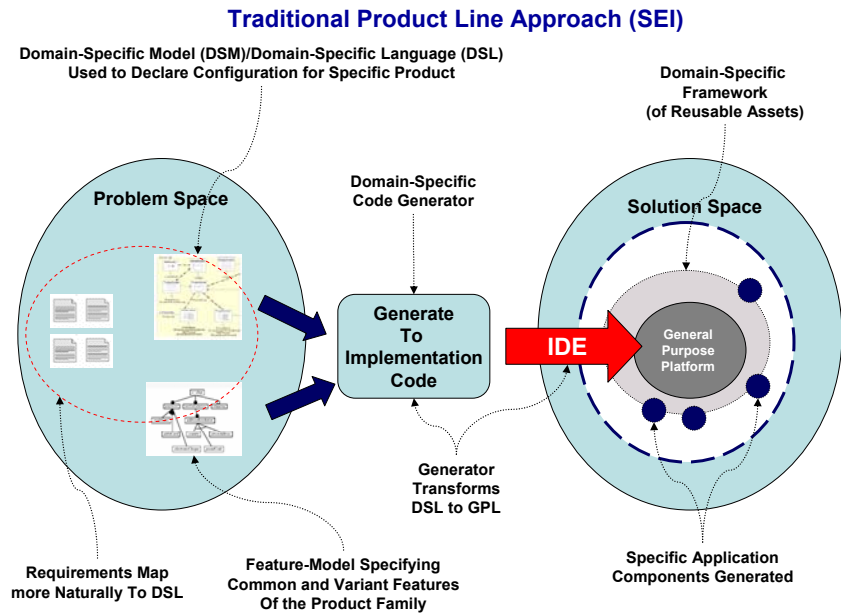 Traditional Product Line Approach (SEI)
Domain-Specific Model (DSM)/Domain-Specific Language (DSL)
Used to Declare Configuration for Specific Product
Domain-Specific
Framework
(of Reusable Assets)
Problem Space
Domain-Specific
Code Generator
Solution Space
Generate
To
Implementation
Code
IDE
General
Purpose
Platform
Generator
Transforms
DSL to GPL
Requirements Map
more Naturally To DSL
Feature-Model Specifying
Common and Variant Features
Of the Product Family
Specific Application
Components Generated